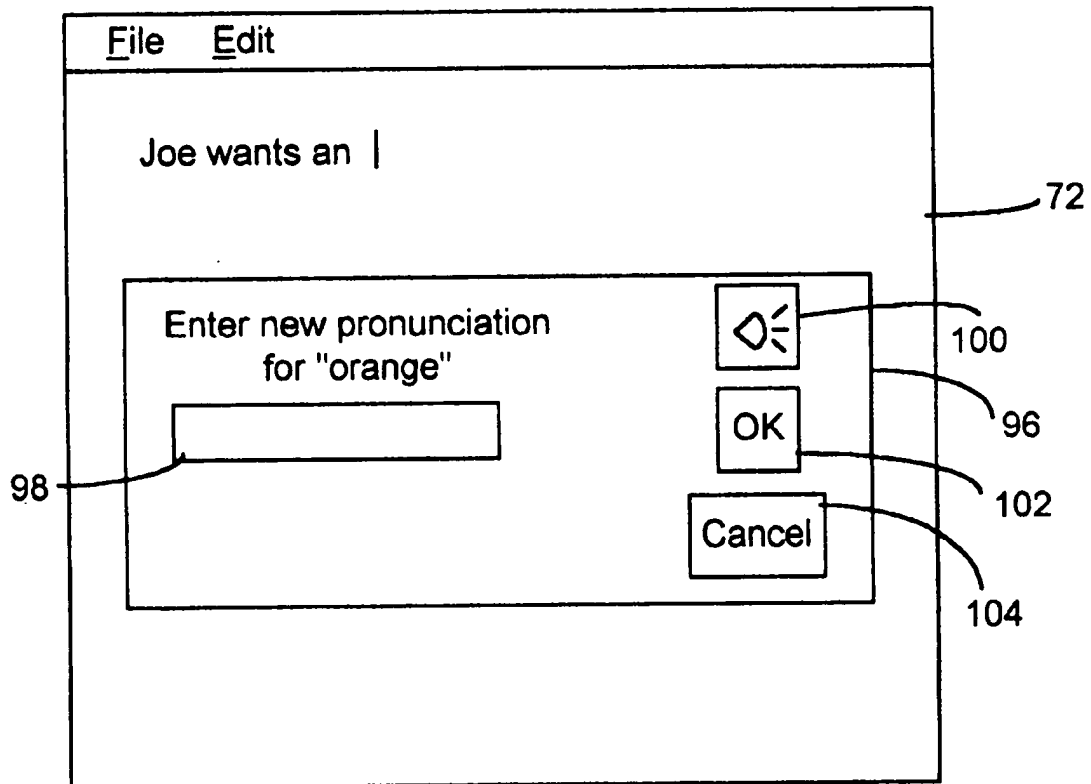 File Edit
Joe wants an
72
Enter new pronunciation
for "orange"
100
OK
96
98
102
Cancel
104